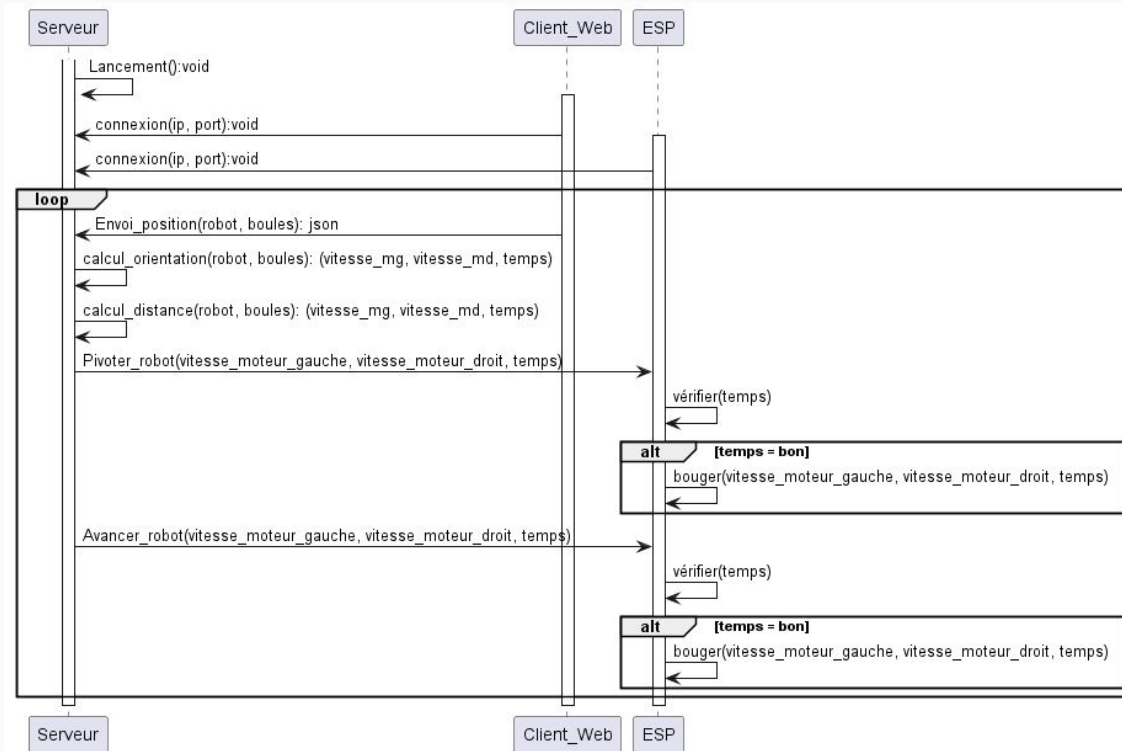 Serveur
Client_Web
ESP
Lancement():void
connexion(ip, port):void
connexion(ip, port):void
loop
Envoi_position(robot, boules): json
calcul_orientation(robot, boules): (vitesse_mg, vitesse_md, temps)
calcul_distance(robot, boules): (vitesse_mg, vitesse_md, temps)
Pivoter_robot(vitesse_moteur_gauche, vitesse_moteur_droit, temps)
vérifier(temps)
alt [temps = bon]
bouger(vitesse_moteur_gauche, vitesse_moteur_droit, temps)
Avancer_robot(vitesse_moteur_gauche, vitesse_moteur_droit, temps)
vérifier(temps)
alt [temps = bon]
bouger(vitesse_moteur_gauche, vitesse_moteur_droit, temps)
Serveur
Client_Web
ESP